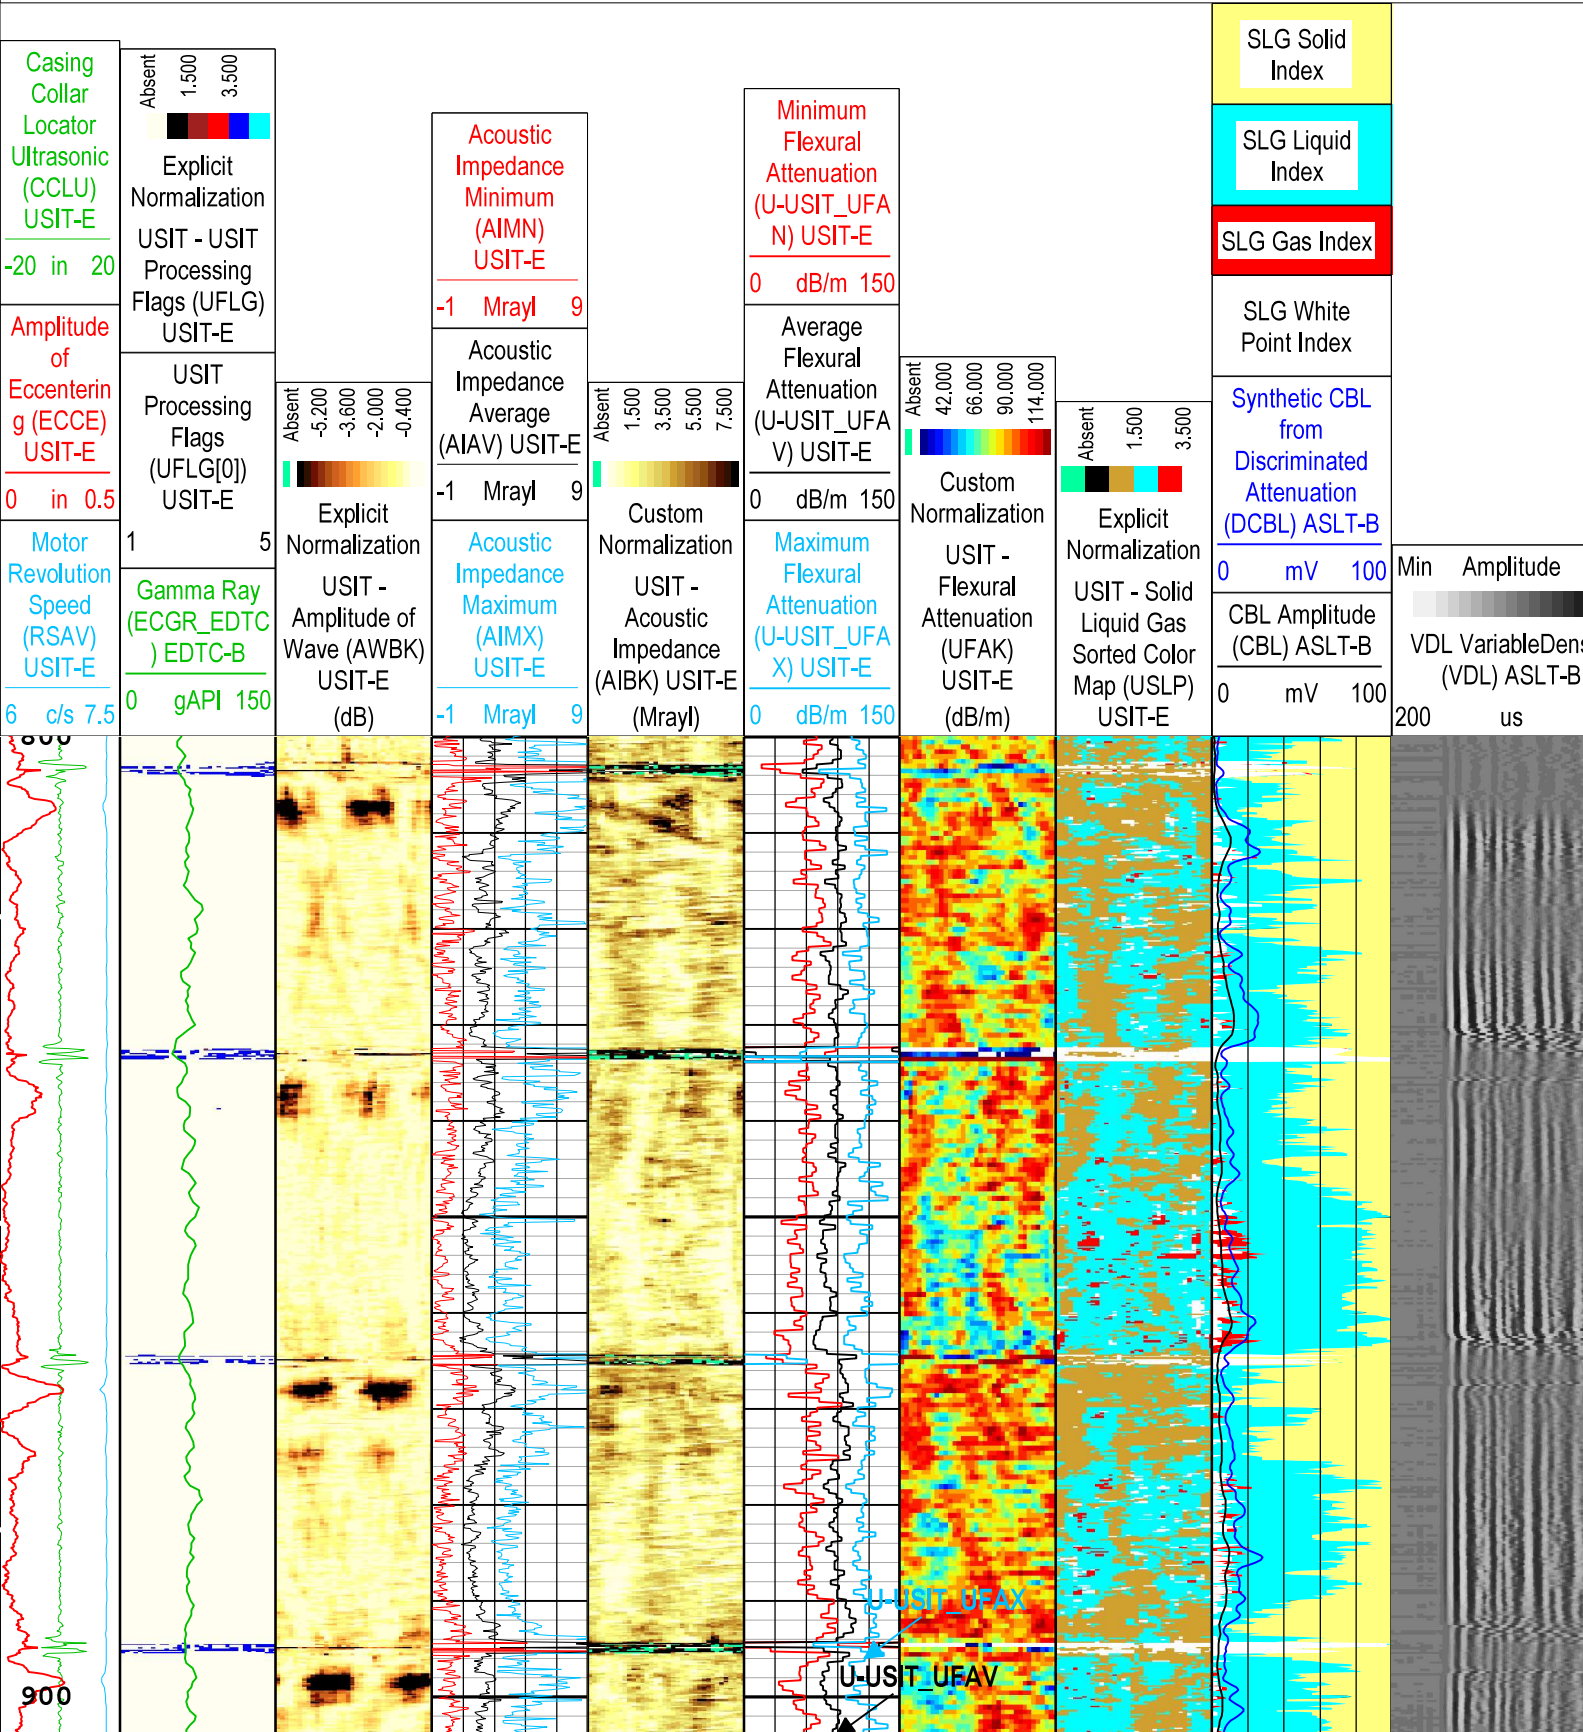 Casing
Collar
Locator
Ultrasonic
(CCLU)
USIT-E
-20 in 20
Amplitude
of
Eccenterin
g (ECCE)
USIT-E
0 in 0.5
Motor
Revolution
Speed
(RSAV)
USIT-E
6 c/s 7.5
Absent
1.500
3.500
Explicit
Normalization
USIT - USIT
Processing
Flags (UFLG)
USIT-E
USIT
Processing
Flags
(UFLG[0])
USIT-E
1 5
Gamma Ray
(ECGR_EDTC
) EDTC-B
0 gAPI 150
Absent
-5.200
-3.600
-2.000
-0.400
Explicit
Normalization
USIT -
Amplitude of
Wave (AWBK)
USIT-E
(dB)
Acoustic
Impedance
Minimum
(AIMN)
USIT-E
-1 Mrayl 9
Acoustic
Impedance
Average
(AIAV) USIT-E
-1 Mrayl 9
Acoustic
Impedance
Maximum
(AIMX)
USIT-E
-1 Mrayl 9
Absent
1.500
3.500
5.500
7.500
Custom
Normalization
USIT -
Acoustic
Impedance
(AIBK) USIT-E
(Mrayl)
Minimum
Flexural
Attenuation
(U-USIT_UFA
N) USIT-E
0 dB/m 150
Average
Flexural
Attenuation
(U-USIT_UFA
V) USIT-E
0 dB/m 150
Maximum
Flexural
Attenuation
(U-USIT_UFA
X) USIT-E
0 dB/m 150
Absent
42.000
66.000
90.000
114.000
Custom
Normalization
USIT -
Flexural
Attenuation
(UFAK)
USIT-E
(dB/m)
Absent
1.500
3.500
Explicit
Normalization
USIT - Solid
Liquid Gas
Sorted Color
Map (USLP)
USIT-E
SLG Solid
Index
SLG Liquid
Index
SLG Gas Index
SLG White
Point Index
Synthetic CBL
from
Discriminated
Attenuation
(DCBL) ASLT-B
0 mV 100
CBL Amplitude
(CBL) ASLT-B
0 mV 100
Min Amplitude
VDL VariableDens
(VDL) ASLT-B
200 us
800
U-USIT_UFAX
U-USIT_UFAV
900